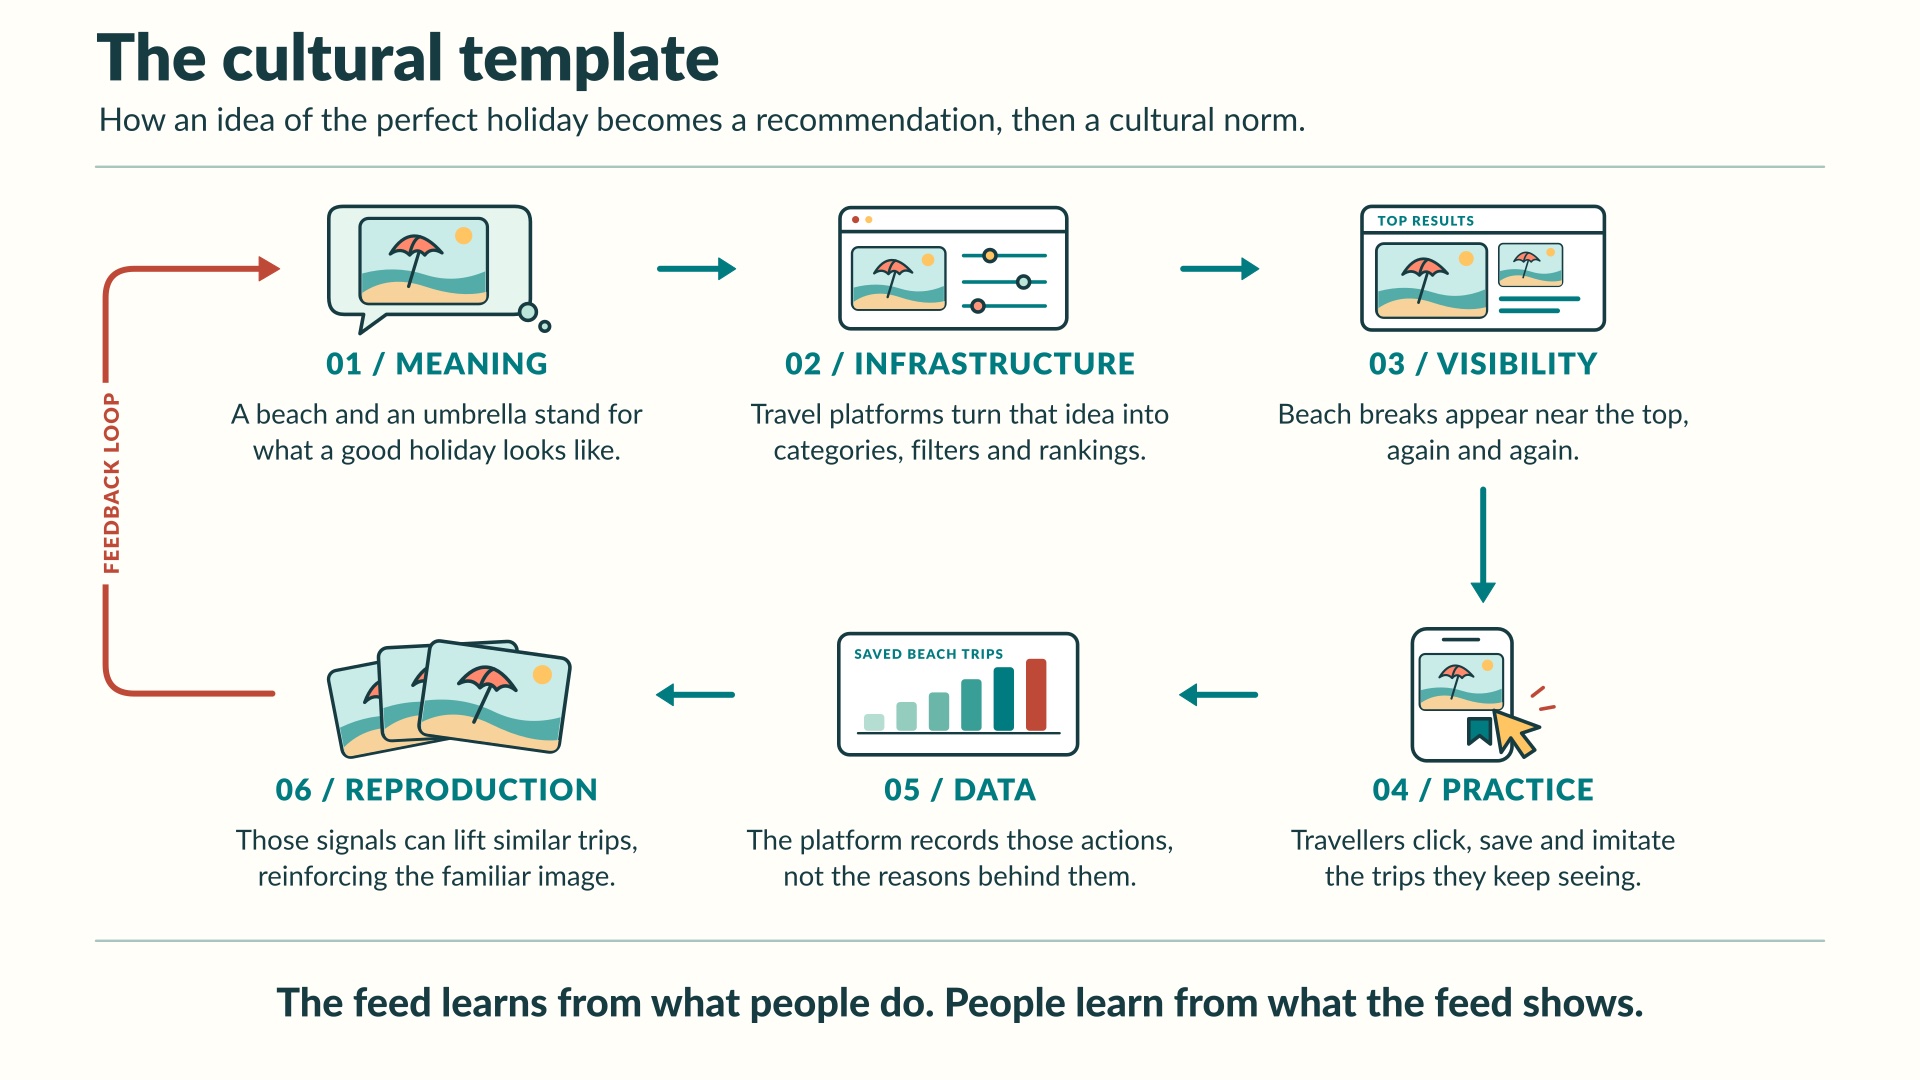 The cultural template
How an idea of the perfect holiday becomes a recommendation, then a cultural norm.
TOP RESULTS
01 / MEANING
A beach and an umbrella stand for
what a good holiday looks like.
02 / INFRASTRUCTURE
Travel platforms turn that idea into
categories, filters and rankings.
03 / VISIBILITY
Beach breaks appear near the top,
again and again.
FEEDBACK LOOP
04 / PRACTICE
Travellers click, save and imitate
the trips they keep seeing.
SAVED BEACH TRIPS
05 / DATA
The platform records those actions,
not the reasons behind them.
06 / REPRODUCTION
Those signals can lift similar trips,
reinforcing the familiar image.
The feed learns from what people do. People learn from what the feed shows.